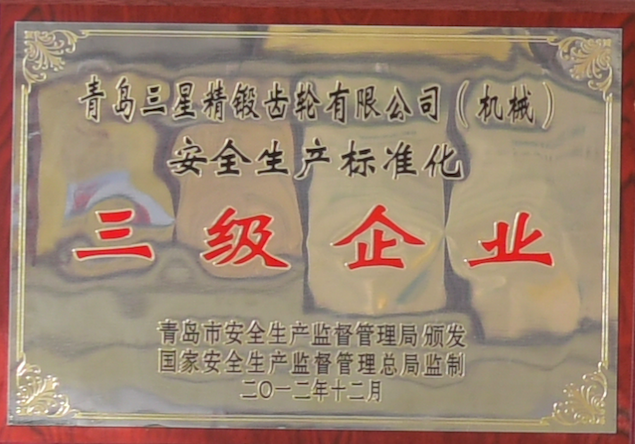 青岛三星精锻齿轮有限公司（机械）
安全生产标准化
三级企业
青岛市安全生产监督管理局颁发
国家安全生产监督管理总局监制
二〇一二年十二月